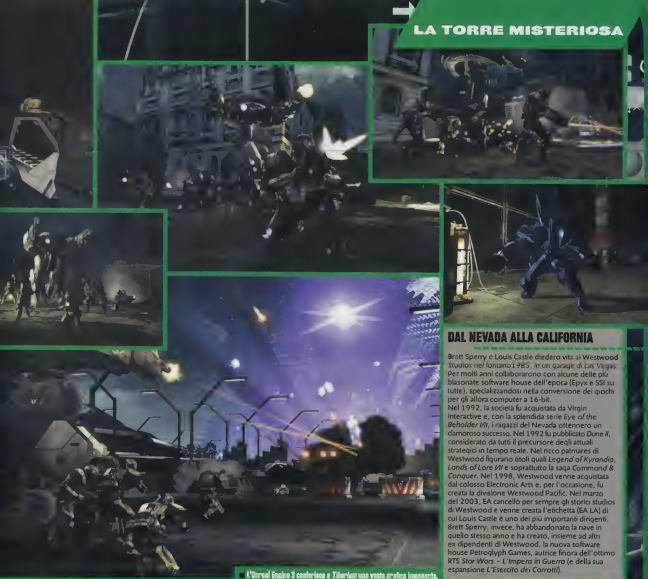 LA TORRE MISTERIOSA
DAL NEVADA ALLA CALIFORNIA
Brett Sperry e Louis Castle diedero vita ai Westwood
Studios nel lontano 1985, in un garage di Las Vegas.
Per molti anni collaborarono con alcune delle più
blasonate software house dell'epoca (Epyx e SSI su
tutte), specializzandosi nella conversione dei giochi
per gli allora computer a 16-bit.
Nel 1992, la società fu acquistata da Virgin
Interactive e, con la splendida serie Eye of the
Beholder I/II, i ragazzi del Nevada ottennero un
clamoroso successo. Nel 1992 fu pubblicato Dune II,
considerato da tutti il precursore degli attuali
strategici in tempo reale. Nel ricco palmares di
Westwood figurano titoli quali Legend of Kyrandia,
Lands of Lore I/II e soprattutto la saga Command &
Conquer. Nel 1998, Westwood venne acquistata
dal colosso Electronic Arts e, per l'occasione, fu
creata la divisione Westwood Pacific. Nel marzo
del 2003, EA cancellò per sempre gli storici studios
di Westwood e venne creata l'etichetta (EA LA) di
cui Louis Castle è uno dei più importanti dirigenti.
Brett Sperry, invece, ha abbandonato la nave in
quello stesso anno e ha creato, insieme ad altri
ex dipendenti di Westwood, la nuova software
house Petroglyph Games, autrice finora dell'ottimo
RTS Star Wars – L'Impero in Guerra (e della sua
espansione L'Esercito dei Corrotti).
L'Unreal Engine 3 conferisce a Tiberium una veste grafica imponente.